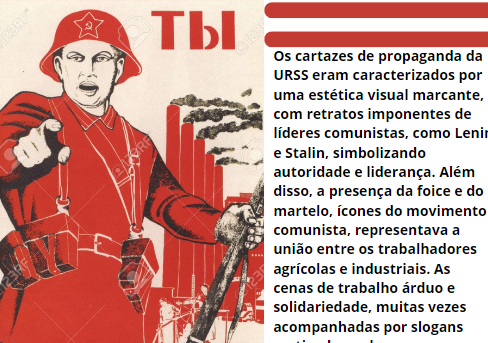 ТЫ
Os cartazes de propaganda da
URSS eram caracterizados por
uma estética visual marcante,
com retratos imponentes de
líderes comunistas, como Lenin
e Stalin, simbolizando
autoridade e liderança. Além
disso, a presença da foice e do
martelo, ícones do movimento
comunista, representava a
união entre os trabalhadores
agrícolas e industriais. As
cenas de trabalho árduo e
solidariedade, muitas vezes
acompanhadas por slogans